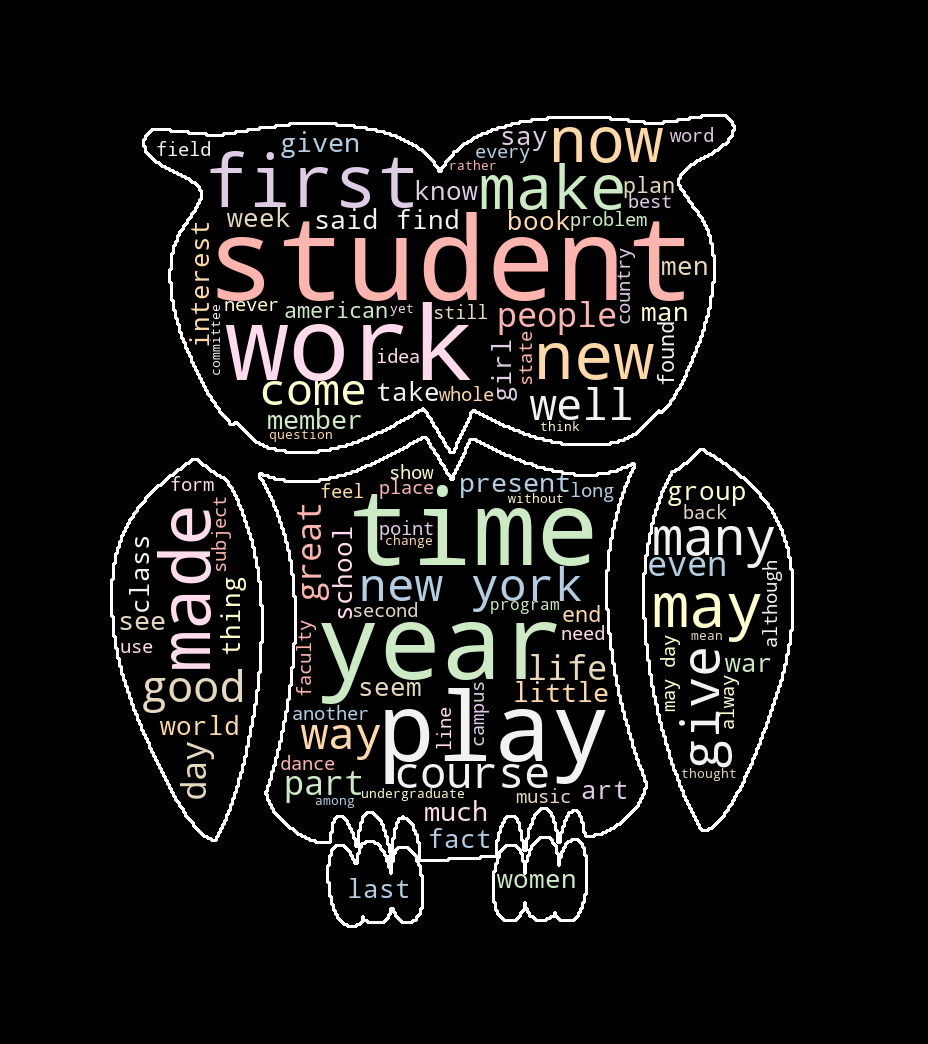 say
now
word
field
given
every
rather
first
know
make
plan
best
week
said find
book
problem
interest
student
country
men
committee
never
american
yet
still
people
man
work
idea
girl
state
new
found
come
take
whole
well
member
question
think
show
present
form
feel
place
without
long
group
back
made
subject
great
school
time
point
change
many
class
even
although
thing
new york
see
second
program
end
may
use
faculty
year
need
mean
may day
give
war
good
seem
life
little
alway
world
another
way
line
campus
play
day
dance
part
course
thought
undergraduate
among
music
art
much
fact
last
women